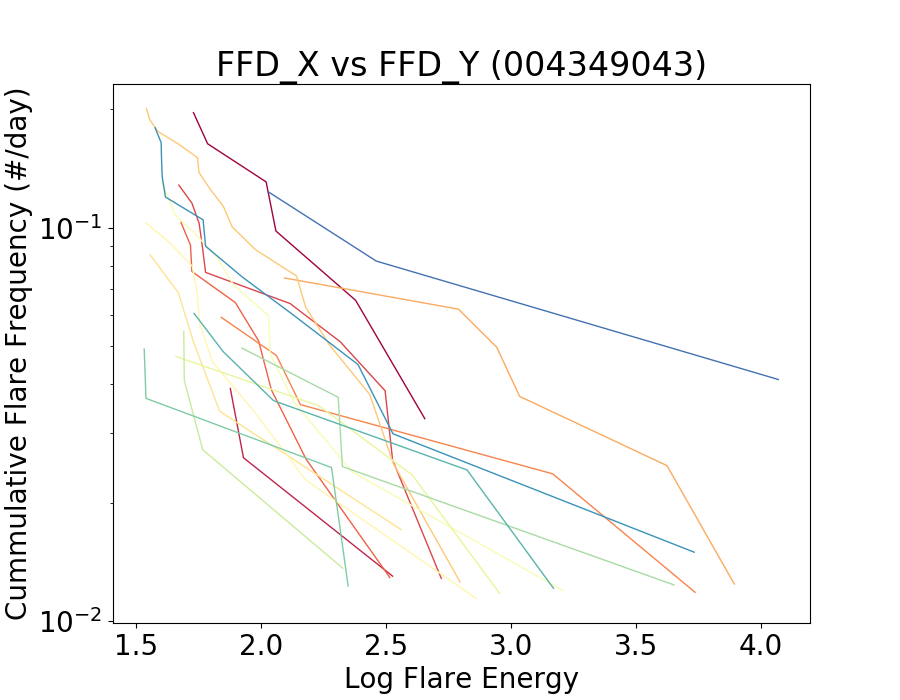 FFD_X vs FFD_Y (004349043)
Cummulative Flare Frequency (#/day)
10⁻¹
10⁻²
1.5 2.0 2.5 3.0 3.5 4.0
Log Flare Energy